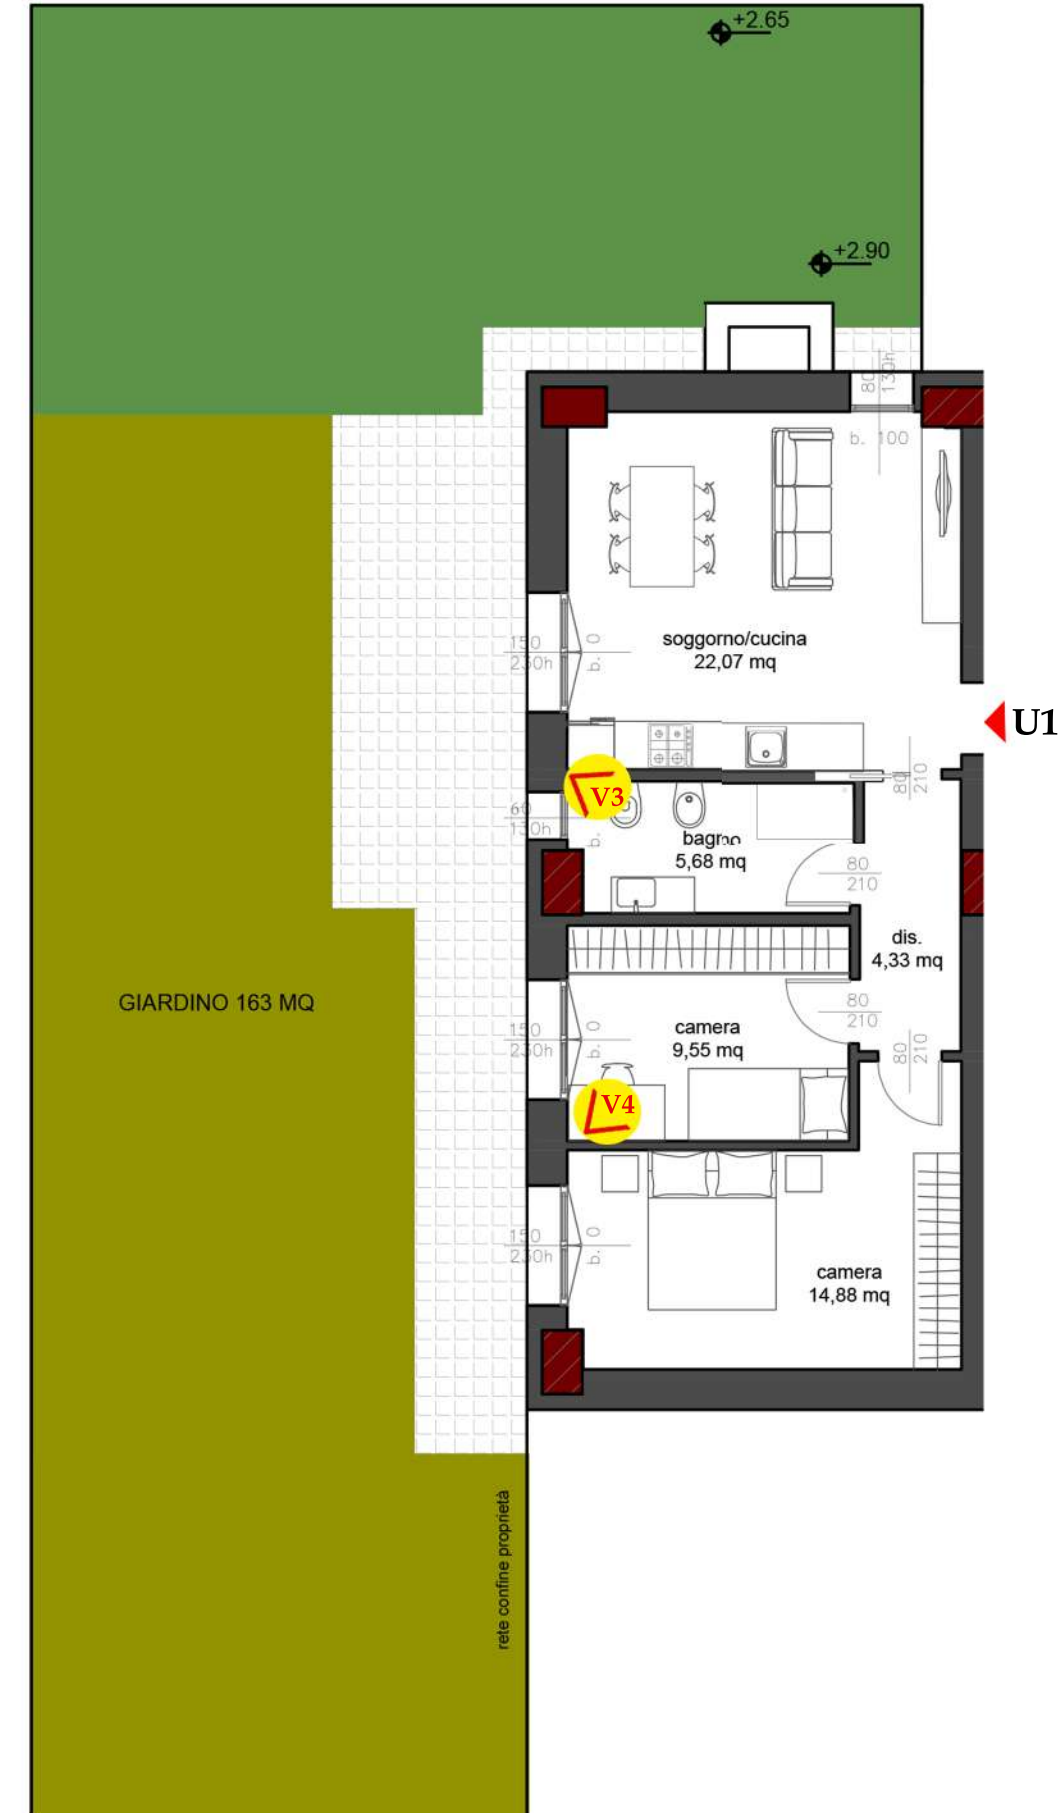 +2.65
+2.90
80
130h
b. 100
soggorno/cucina
22,07 mq
150
230h
b. 0
U1
80
210
V3
60
130h
b.
bagno
5,68 mq
80
210
dis.
4,33 mq
GIARDINO 163 MQ
camera
9,55 mq
80
210
150
230h
b. 0
80
210
V4
150
230h
b. 0
camera
14,88 mq
rete confine proprietà